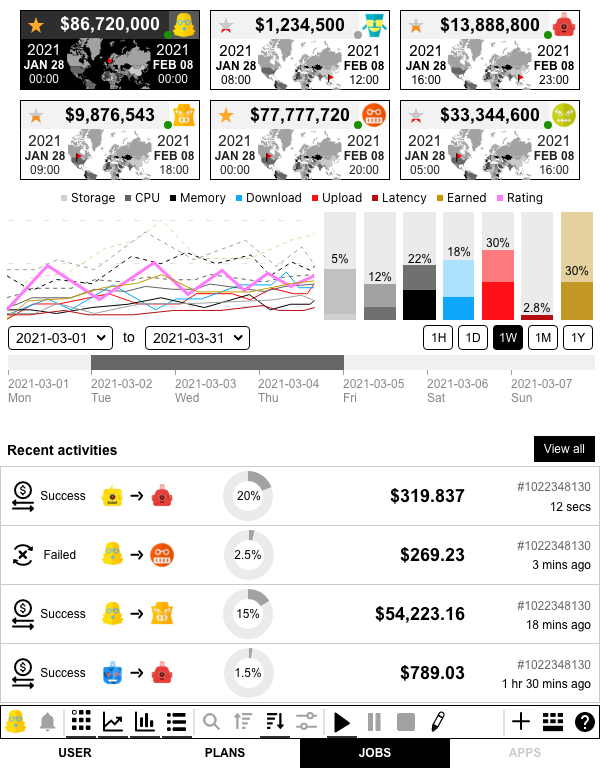 $86,720,000
2021
JAN 28
00:00
2021
FEB 08
00:00
$1,234,500
2021
JAN 28
08:00
2021
FEB 08
12:00
$13,888,800
2021
JAN 28
16:00
2021
FEB 08
23:00
$9,876,543
2021
JAN 28
09:00
2021
FEB 08
18:00
$77,777,720
2021
JAN 28
00:00
2021
FEB 08
20:00
$33,344,600
2021
JAN 28
05:00
2021
FEB 08
16:00
Storage CPU Memory Download Upload Latency Earned Rating
5% 12% 22% 18% 30% 2.8% 30%
2021-03-01 to 2021-03-31 1H 1D 1W 1M 1Y
2021-03-01 2021-03-02 2021-03-03 2021-03-04 2021-03-05 2021-03-06 2021-03-07
Mon Tue Wed Thu Fri Sat Sun
Recent activities View all
Success 20% $319.837 #1022348130
12 secs
Failed 2.5% $269.23 #1022348130
3 mins ago
Success 15% $54,223.16 #1022348130
18 mins ago
Success 1.5% $789.03 #1022348130
1 hr 30 mins ago
USER PLANS JOBS APPS